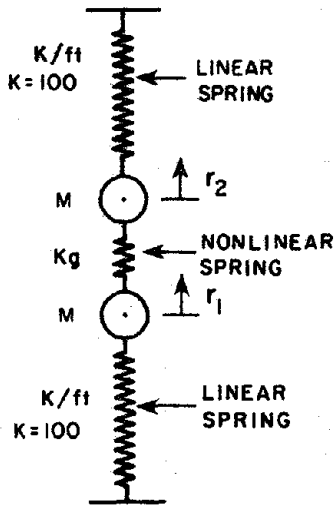 K/ft
K=100
LINEAR
SPRING
r2
M
Kg
NONLINEAR
SPRING
r1
M
K/ft
K=100
LINEAR
SPRING